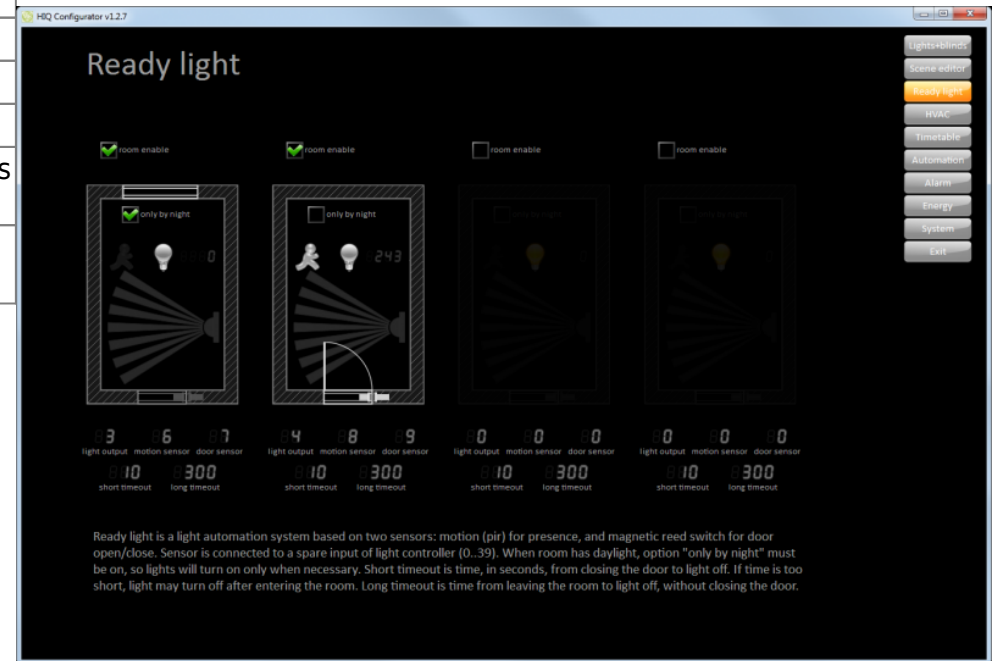 HIQ Configurator v1.2.7
Ready light
Lights+blinds
Scene editor
Ready light
HVAC
Timetable
Automation
Alarm
Energy
System
Exit
room enable room enable room enable room enable
only by night only by night only by night only by night
0 243
3 6 7 4 8 9 0 0 0 0 0 0
light output motion sensor door sensor light output motion sensor door sensor light output motion sensor door sensor light output motion sensor door sensor
10 300 10 300 10 300 10 300
short timeout long timeout short timeout long timeout short timeout long timeout short timeout long timeout
Ready light is a light automation system based on two sensors: motion (pir) for presence, and magnetic reed switch for door
open/close. Sensor is connected to a spare input of light controller (0..39). When room has daylight, option "only by night" must
be on, so lights will turn on only when necessary. Short timeout is time, in seconds, from closing the door to light off. If time is too
short, light may turn off after entering the room. Long timeout is time from leaving the room to light off, without closing the door.
s